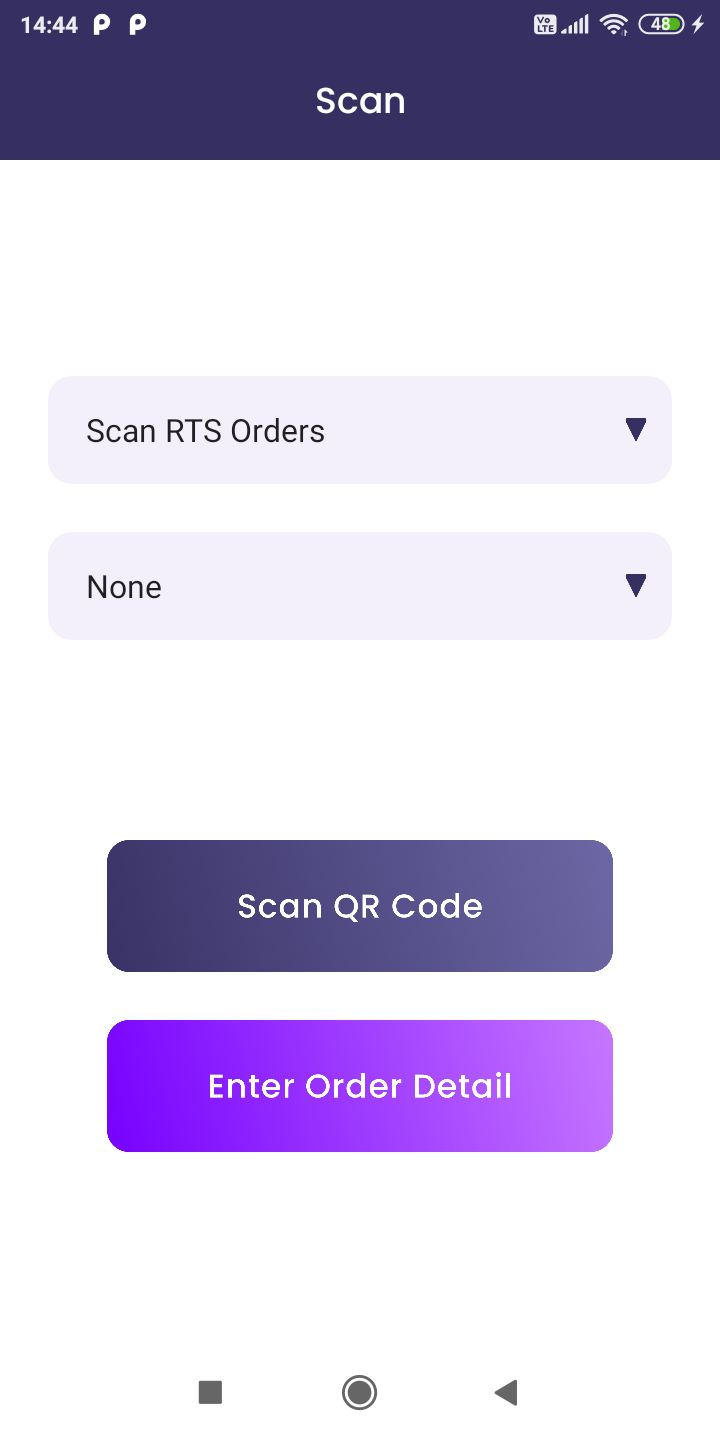 14:44 Vo LTE 48
Scan
Scan RTS Orders
None
Scan QR Code
Enter Order Detail